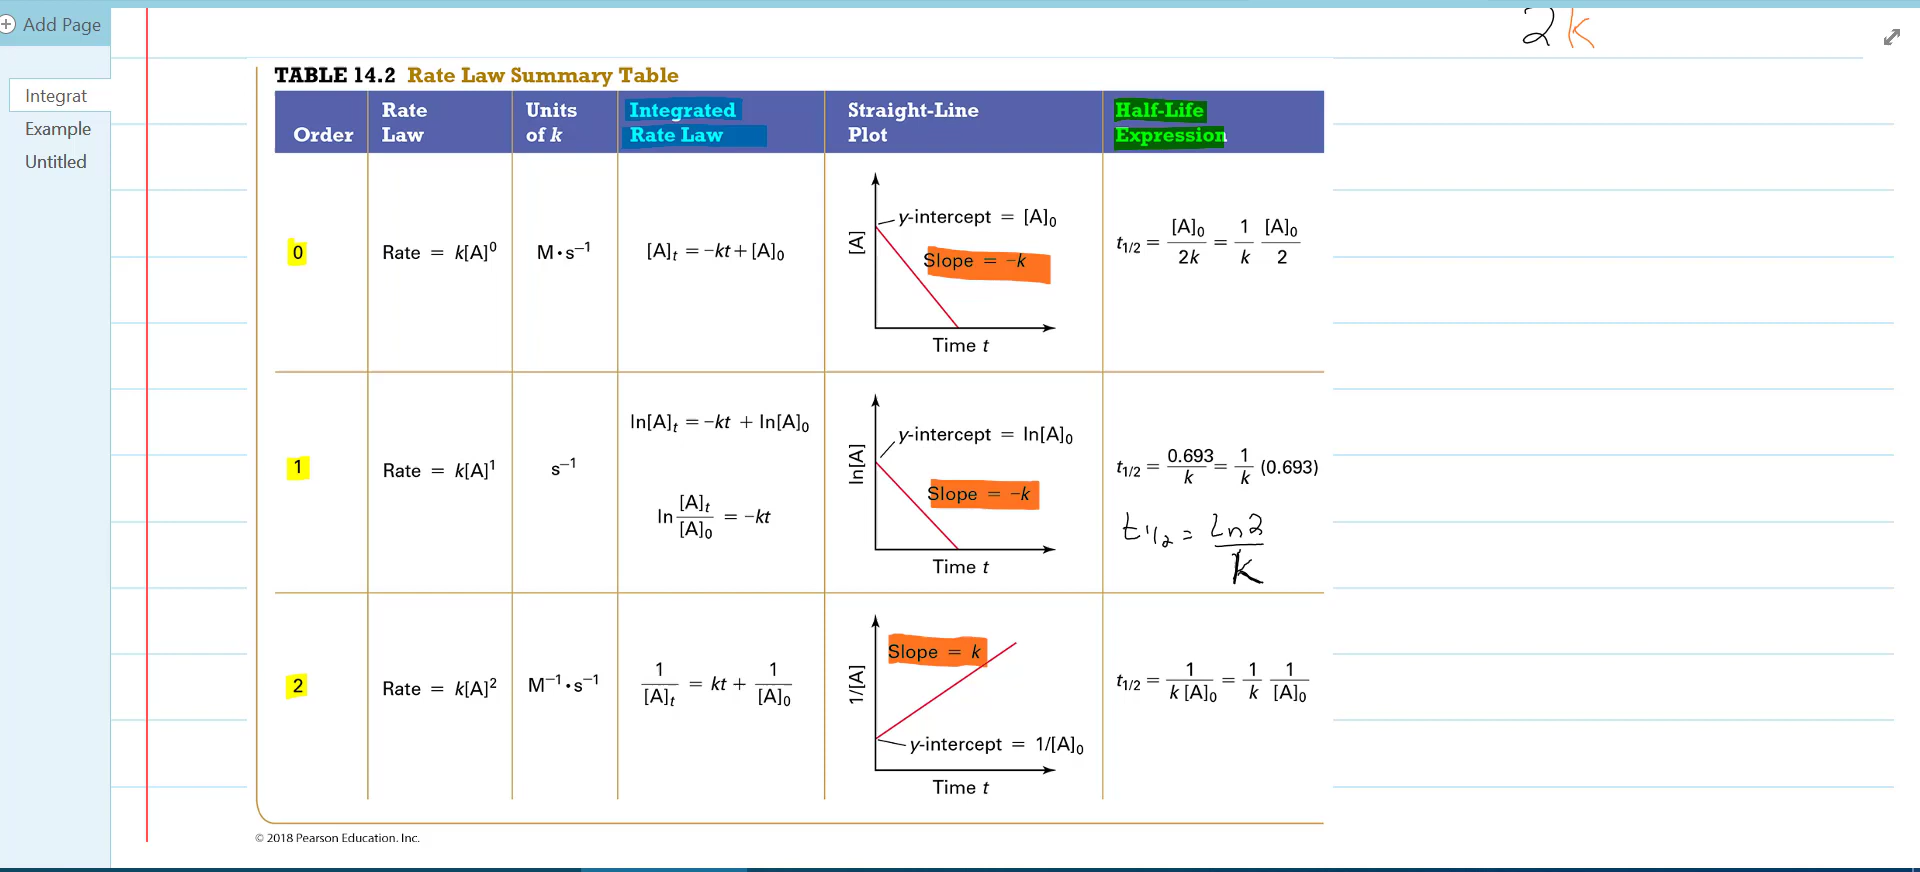 Add Page
2k
Integrat
Example
Untitled
TABLE 14.2 Rate Law Summary Table
Order
Rate Law
Units of k
Integrated Rate Law
Straight-Line Plot
Half-Life Expression
0
Rate = k[A]⁰
M•s⁻¹
[A]ₜ = −kt + [A]₀
[A]
y-intercept = [A]₀
Slope = −k
Time t
t₁/₂ = [A]₀/2k = 1/k [A]₀/2
1
Rate = k[A]¹
s⁻¹
ln[A]ₜ = −kt + ln[A]₀
ln [A]ₜ/[A]₀ = −kt
ln[A]
y-intercept = ln[A]₀
Slope = −k
Time t
t₁/₂ = 0.693/k = 1/k (0.693)
t₁/₂ = Ln2/k
2
Rate = k[A]²
M⁻¹•s⁻¹
1/[A]ₜ = kt + 1/[A]₀
1/[A]
Slope = k
y-intercept = 1/[A]₀
Time t
t₁/₂ = 1/k [A]₀ = 1/k 1/[A]₀
© 2018 Pearson Education, Inc.